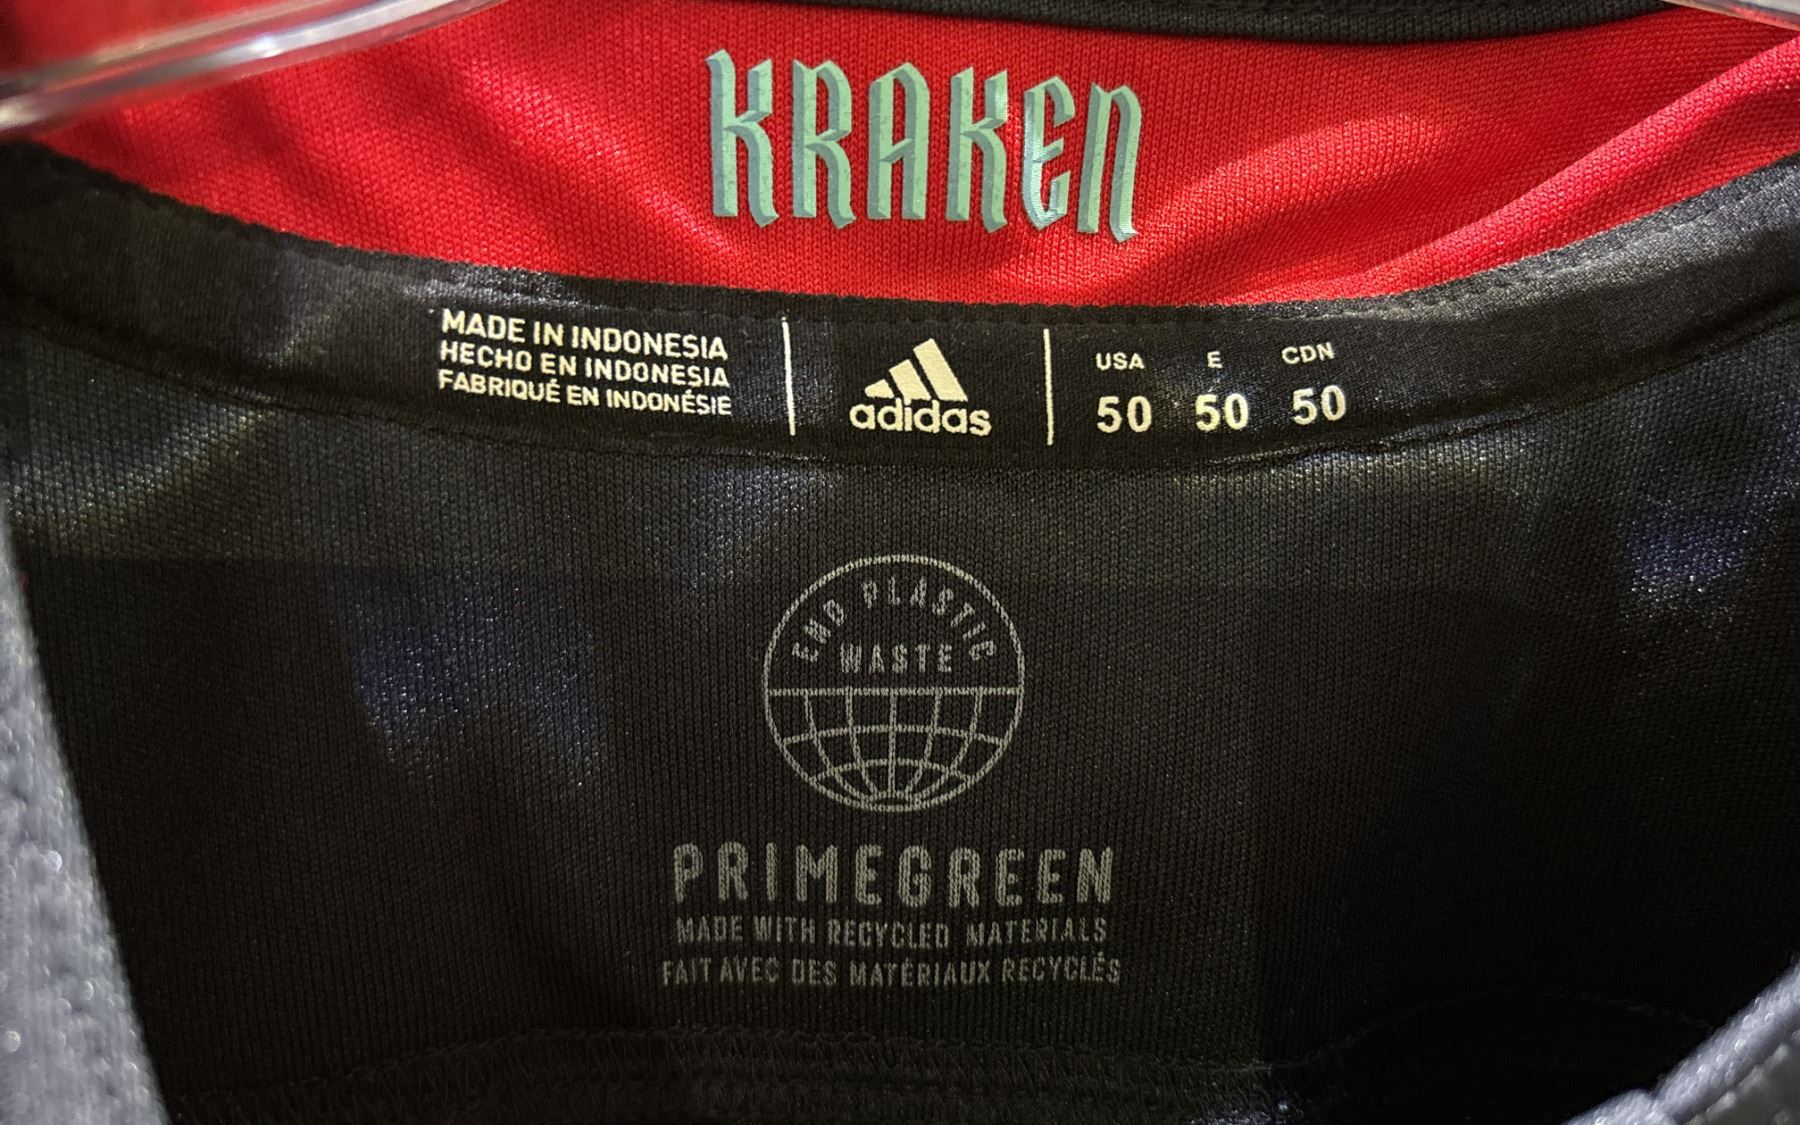 KRAKEN
MADE IN INDONESIA
HECHO EN INDONESIA
FABRIQUÉ EN INDONÉSIE
adidas
USA E CDN
50 50 50
END PLASTIC
WASTE
PRIMEGREEN
MADE WITH RECYCLED MATERIALS
FAIT AVEC DES MATÉRIAUX RECYCLÉS